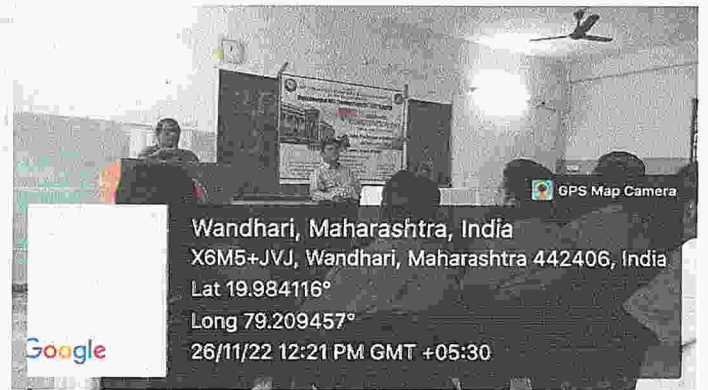 GPS Map Camera
Wandhari, Maharashtra, India
X6M5+JVJ, Wandhari, Maharashtra 442406, India
Lat 19.984116°
Long 79.209457°
26/11/22 12:21 PM GMT +05:30
Google